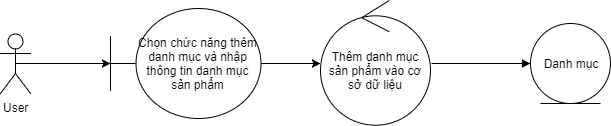 User
Chọn chức năng thêm
danh mục và nhập
thông tin danh mục
sản phẩm
Thêm danh mục
sản phẩm vào cơ
sở dữ liệu
Danh mục